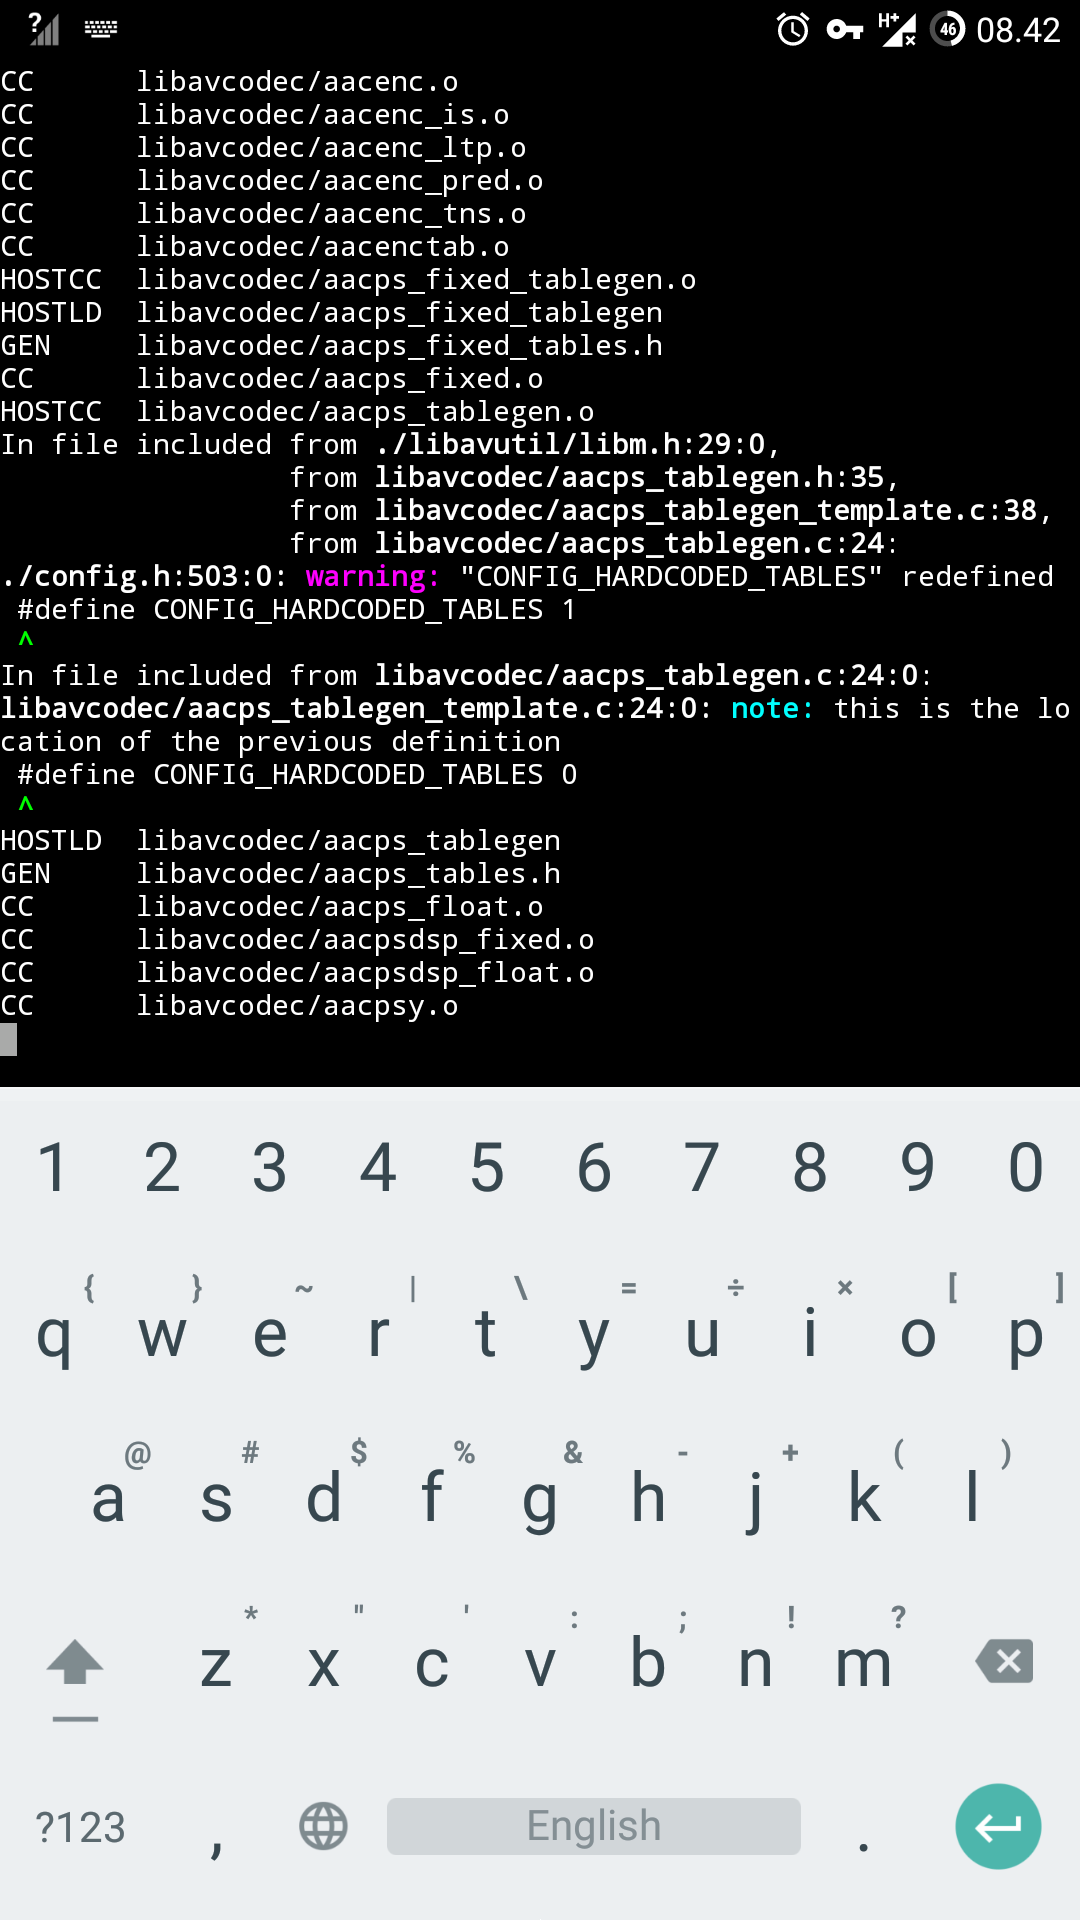 ? H+ 46 08.42
CC      libavcodec/aacenc.o
CC      libavcodec/aacenc_is.o
CC      libavcodec/aacenc_ltp.o
CC      libavcodec/aacenc_pred.o
CC      libavcodec/aacenc_tns.o
CC      libavcodec/aacenctab.o
HOSTCC  libavcodec/aacps_fixed_tablegen.o
HOSTLD  libavcodec/aacps_fixed_tablegen
GEN     libavcodec/aacps_fixed_tables.h
CC      libavcodec/aacps_fixed.o
HOSTCC  libavcodec/aacps_tablegen.o
In file included from ./libavutil/libm.h:29:0,
                 from libavcodec/aacps_tablegen.h:35,
                 from libavcodec/aacps_tablegen_template.c:38,
                 from libavcodec/aacps_tablegen.c:24:
./config.h:503:0: warning: "CONFIG_HARDCODED_TABLES" redefined
 #define CONFIG_HARDCODED_TABLES 1
 ^
In file included from libavcodec/aacps_tablegen.c:24:0:
libavcodec/aacps_tablegen_template.c:24:0: note: this is the lo
cation of the previous definition
 #define CONFIG_HARDCODED_TABLES 0
 ^
HOSTLD  libavcodec/aacps_tablegen
GEN     libavcodec/aacps_tables.h
CC      libavcodec/aacps_float.o
CC      libavcodec/aacpsdsp_fixed.o
CC      libavcodec/aacpsdsp_float.o
CC      libavcodec/aacpsy.o
1 2 3 4 5 6 7 8 9 0
{ } ~ | \ = ÷ × [ ]
q w e r t y u i o p
@ # $ % & - + ( )
a s d f g h j k l
* " ' : ; ! ?
z x c v b n m
?123 , English .